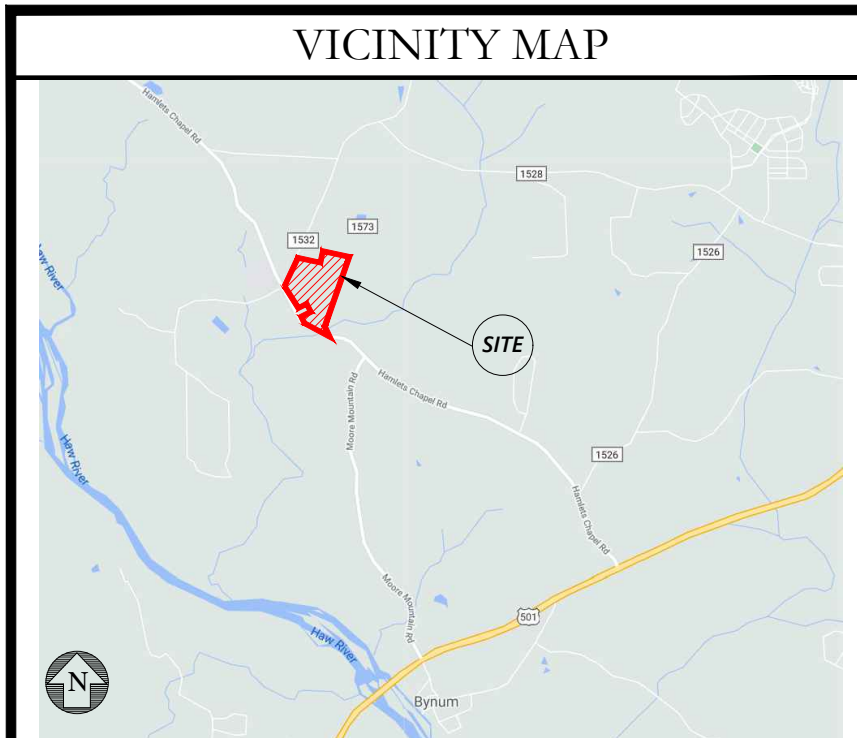 VICINITY MAP
Hamlets Chapel Rd
1528
1573
1532
1526
Haw River
SITE
Hamlets Chapel Rd
Moore Mountain Rd
Haw River
1526
Hamlets Chapel Rd
Moore Mountain Rd
501
Haw River
N
Bynum